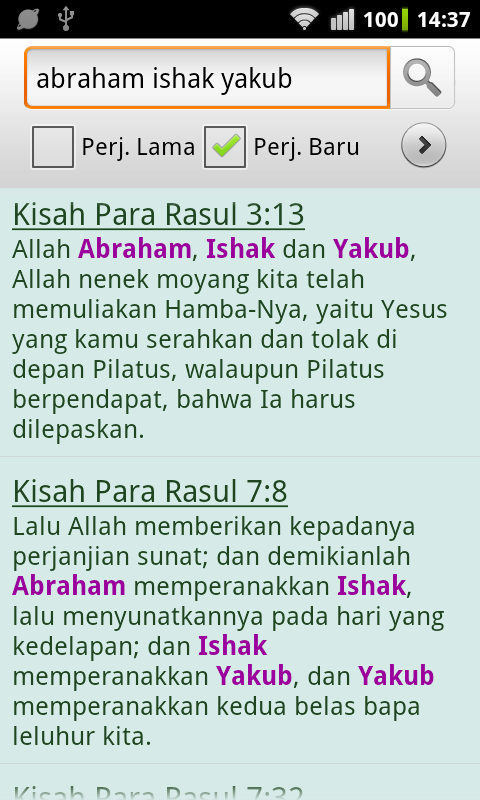 100 14:37
abraham ishak yakub
Perj. Lama Perj. Baru
Kisah Para Rasul 3:13
Allah Abraham, Ishak dan Yakub,
Allah nenek moyang kita telah
memuliakan Hamba-Nya, yaitu Yesus
yang kamu serahkan dan tolak di
depan Pilatus, walaupun Pilatus
berpendapat, bahwa Ia harus
dilepaskan.
Kisah Para Rasul 7:8
Lalu Allah memberikan kepadanya
perjanjian sunat; dan demikianlah
Abraham memperanakkan Ishak,
lalu menyunatkannya pada hari yang
kedelapan; dan Ishak
memperanakkan Yakub, dan Yakub
memperanakkan kedua belas bapa
leluhur kita.
Kisah Para Rasul 7:32